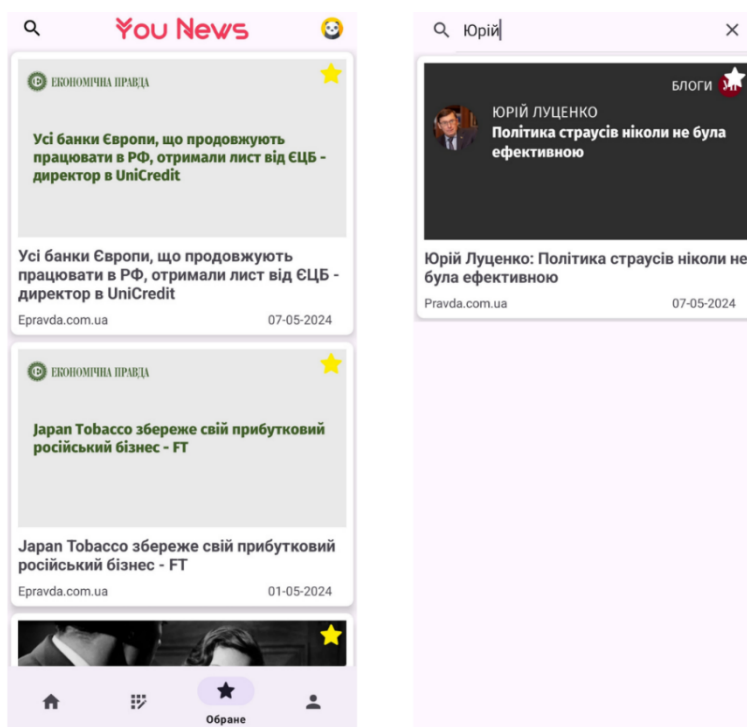 You News
ЕКОНОМІЧНА ПРАВДА
Усі банки Європи, що продовжують
працювати в РФ, отримали лист від ЄЦБ -
директор в UniCredit
Усі банки Європи, що продовжують
працювати в РФ, отримали лист від ЄЦБ -
директор в UniCredit
Epravda.com.ua 07-05-2024
ЕКОНОМІЧНА ПРАВДА
Japan Tobacco збереже свій прибутковий
російський бізнес - FT
Japan Tobacco збереже свій прибутковий
російський бізнес - FT
Epravda.com.ua 01-05-2024
Обране
Юрій
БЛОГИ
ЮРІЙ ЛУЦЕНКО
Політика страусів ніколи не була
ефективною
Юрій Луценко: Політика страусів ніколи не
була ефективною
Pravda.com.ua 07-05-2024